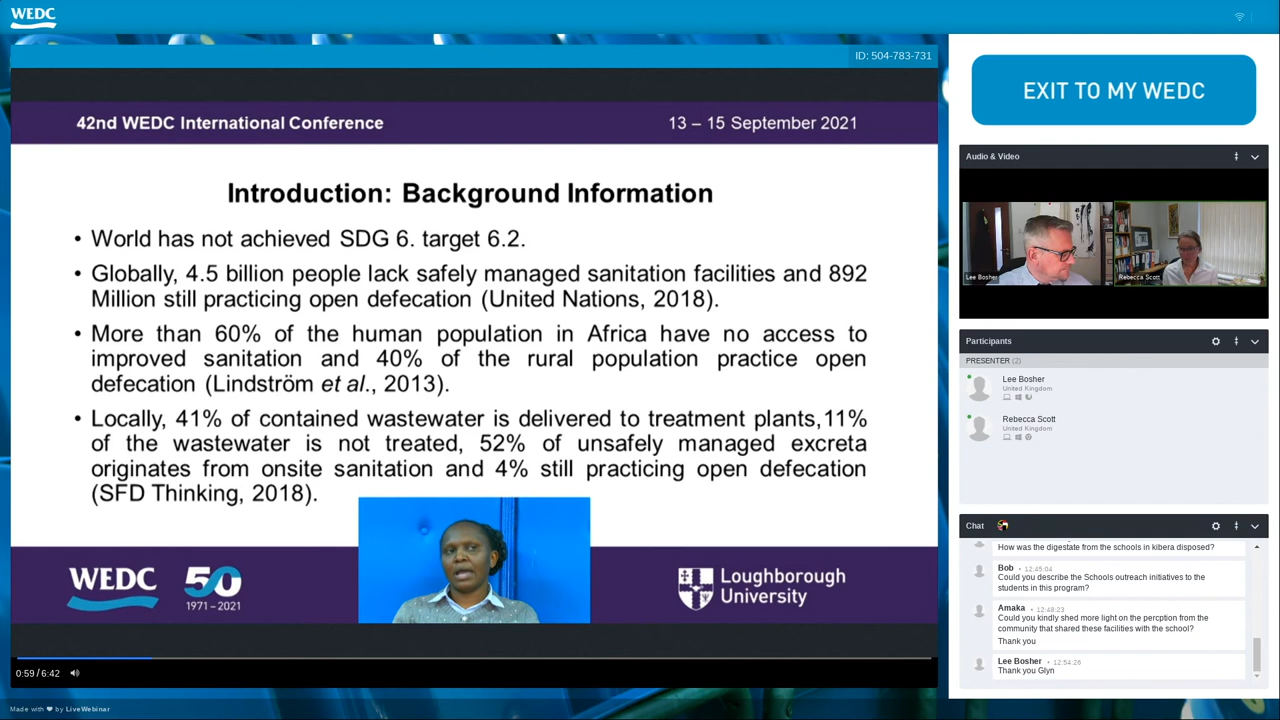 WEDC
ID: 504-783-731
42nd WEDC International Conference
13 – 15 September 2021
Introduction: Background Information
• World has not achieved SDG 6. target 6.2.
• Globally, 4.5 billion people lack safely managed sanitation facilities and 892
Million still practicing open defecation (United Nations, 2018).
• More than 60% of the human population in Africa have no access to
improved sanitation and 40% of the rural population practice open
defecation (Lindström et al., 2013).
• Locally, 41% of contained wastewater is delivered to treatment plants,11%
of the wastewater is not treated, 52% of unsafely managed excreta
originates from onsite sanitation and 4% still practicing open defecation
(SFD Thinking, 2018).
WEDC
50
1971 – 2021
Loughborough
University
0:59 / 6:42
Made with ❤ by LiveWebinar
EXIT TO MY WEDC
Audio & Video
Lee Bosher
Rebecca Scott
Participants
PRESENTER (2)
Lee Bosher
United Kingdom
Rebecca Scott
United Kingdom
Chat
How was the digestate from the schools in kibera disposed?
Bob • 12:45:04
Could you describe the Schools outreach initiatives to the
students in this program?
Amaka • 12:48:23
Could you kindly shed more light on the percption from the
community that shared these facilities with the school?
Thank you
Lee Bosher • 12:54:26
Thank you Glyn